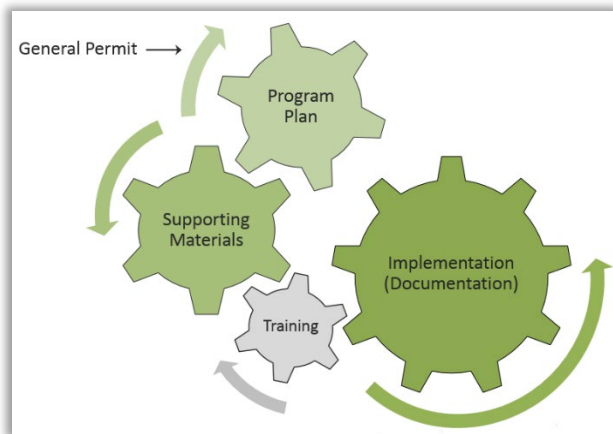 General Permit
Program
Plan
Supporting
Materials
Implementation
(Documentation)
Training